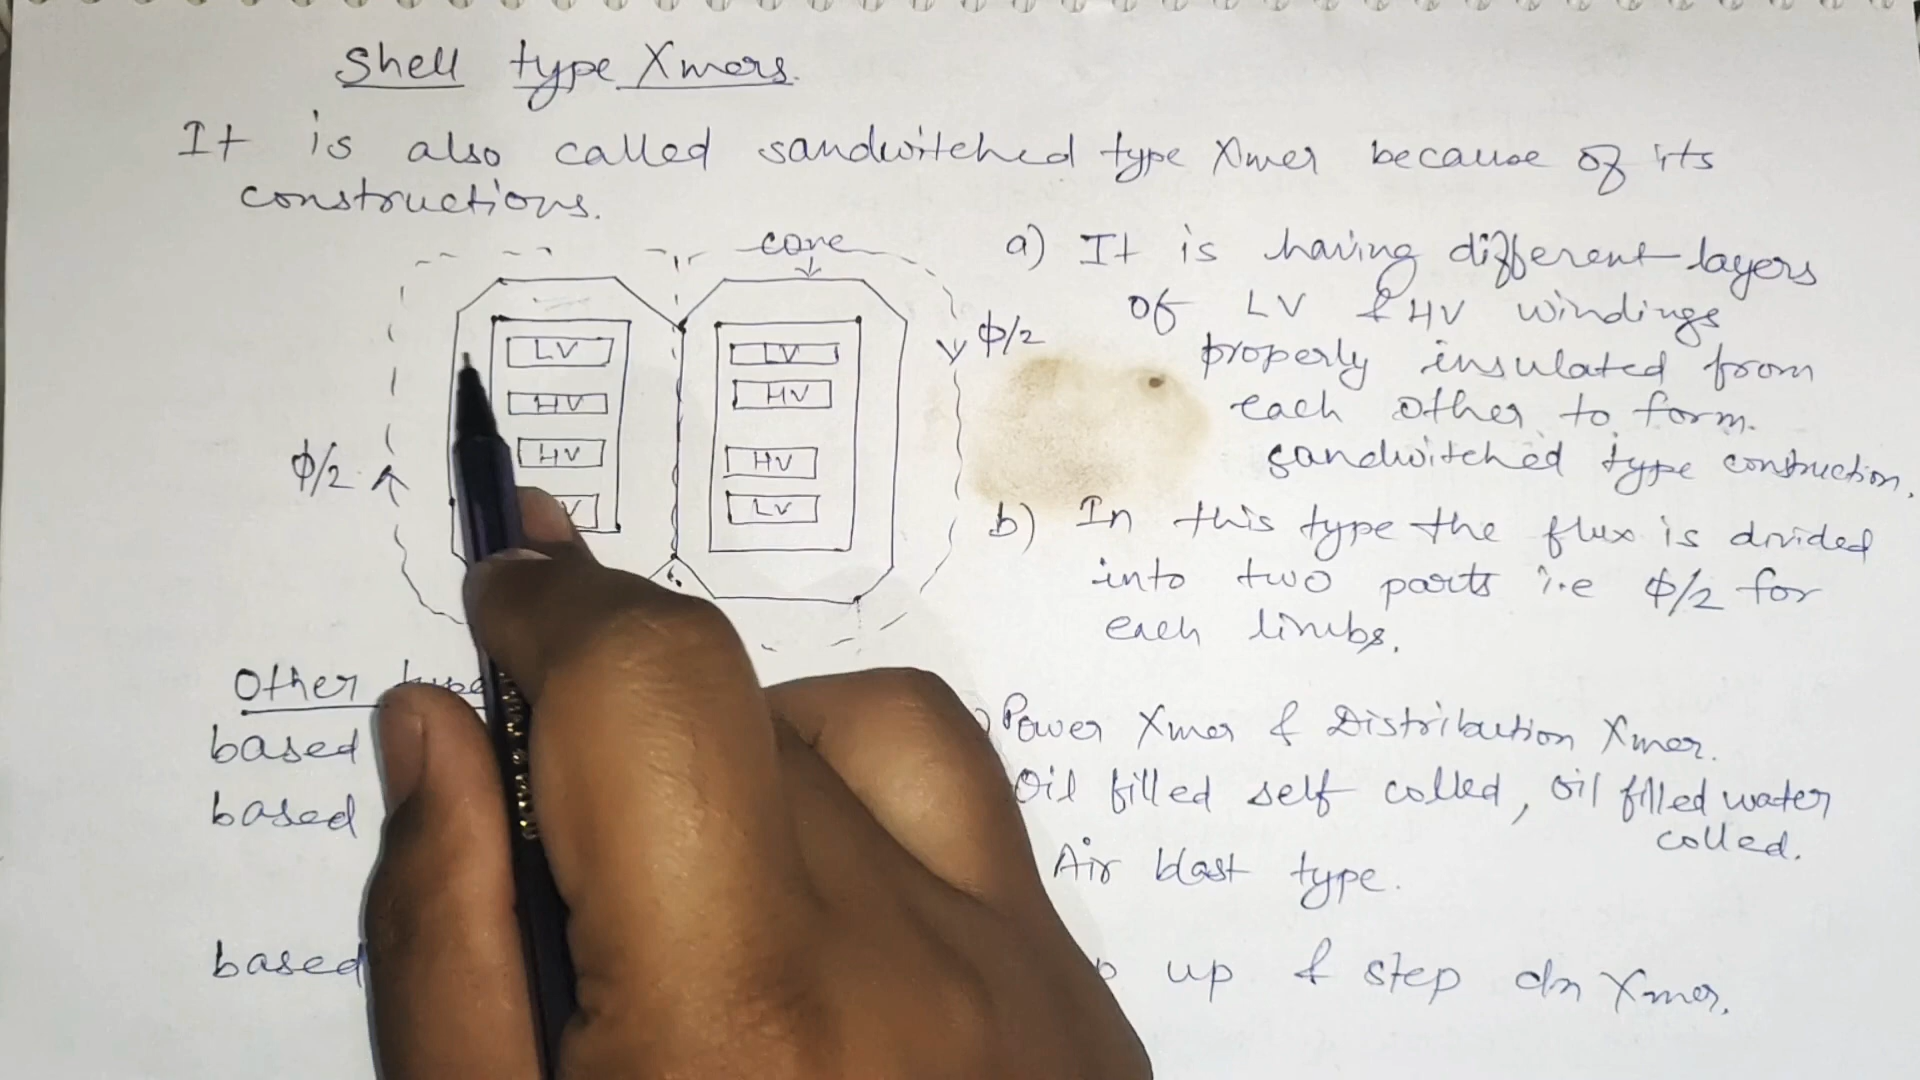 Shell type Xmers.
It is also called sandwitched type Xmer because of its
constructions.
core
a) It is having different layers
of LV & HV windings
properly insulated from
each other to form.
sandwitched type construction.
ϕ/2
ϕ/2
LV
HV
HV
V
LV
HV
HV
LV
b) In this type the flux is divided
into two parts i.e ϕ/2 for
each limbs.
Other type
based
Power Xmer & Distribution Xmer.
based
Oil filled self colled, oil filled water
colled.
Air blast type.
based
up & step dn Xmer.